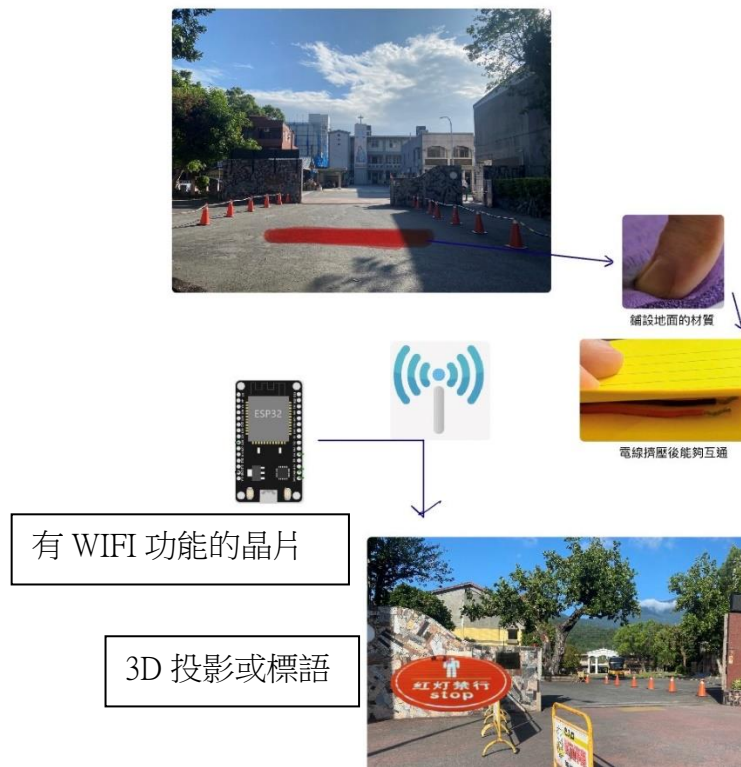 鋪設地面的材質
電線擠壓後能夠互通
ESP32
有 WIFI 功能的晶片
3D 投影或標語
紅灯禁行
stop